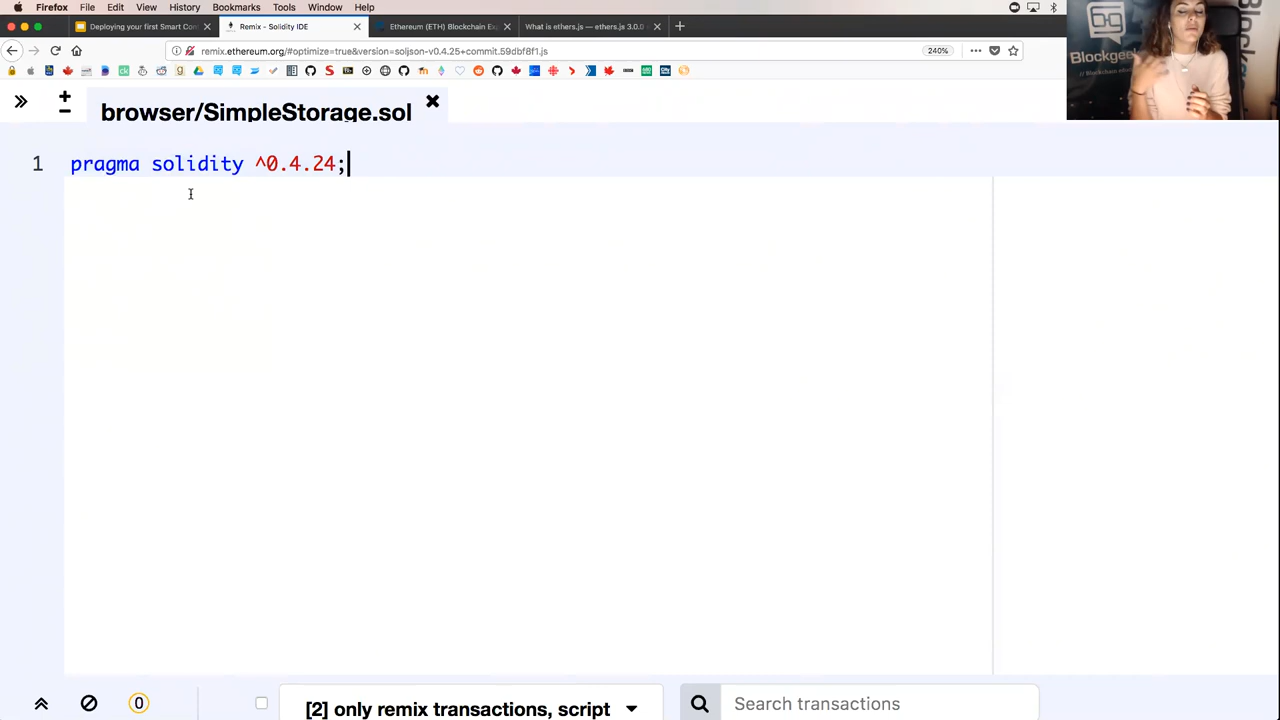 Firefox File Edit View History Bookmarks Tools Window Help
Deploying your first Smart Con
Remix - Solidity IDE
Ethereum (ETH) Blockchain Ex
What is ethers.js — ethers.js 3.0.0
remix.ethereum.org/#optimize=true&version=soljson-v0.4.25+commit.59dbf8f1.js
240%
browser/SimpleStorage.sol
1 pragma solidity ^0.4.24;
0
[2] only remix transactions, script
Search transactions
Blockgee